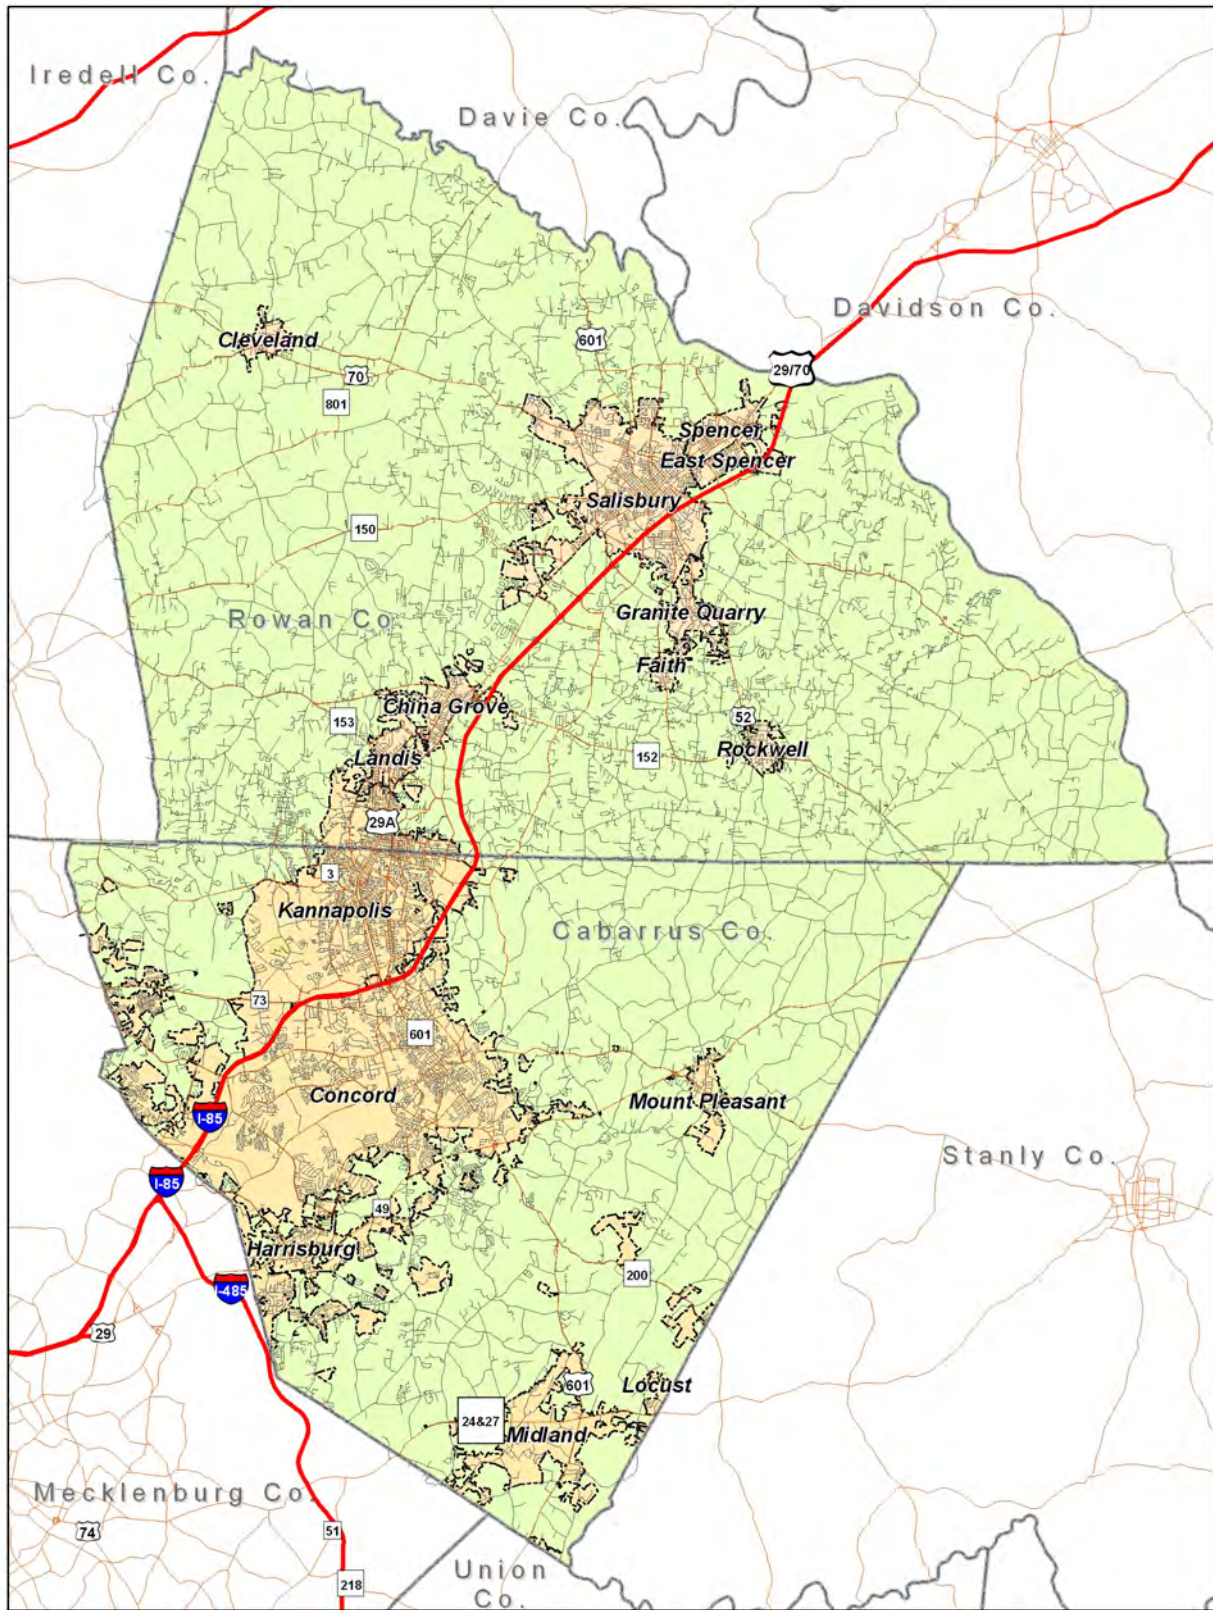 Iredell Co.
Davie Co.
Davidson Co.
Cleveland
601
70
29/70
801
Spencer
East Spencer
Salisbury
150
Granite Quarry
Rowan Co
Faith
China Grove
153
52
Rockwell
152
Landis
29A
3
Kannapolis
Cabarrus Co.
73
601
Concord
Mount Pleasant
I-85
Stanly Co.
I-85
49
Harrisburg
200
I-485
29
601
Locust
24&27
Midland
Mecklenburg Co.
74
51
Union
Co.
218